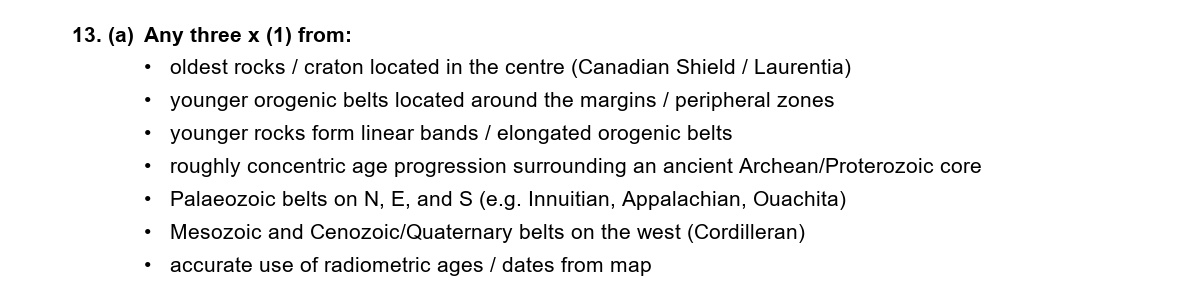 13. (a) Any three x (1) from:
• oldest rocks / craton located in the centre (Canadian Shield / Laurentia)
• younger orogenic belts located around the margins / peripheral zones
• younger rocks form linear bands / elongated orogenic belts
• roughly concentric age progression surrounding an ancient Archean/Proterozoic core
• Palaeozoic belts on N, E, and S (e.g. Innuitian, Appalachian, Ouachita)
• Mesozoic and Cenozoic/Quaternary belts on the west (Cordilleran)
• accurate use of radiometric ages / dates from map